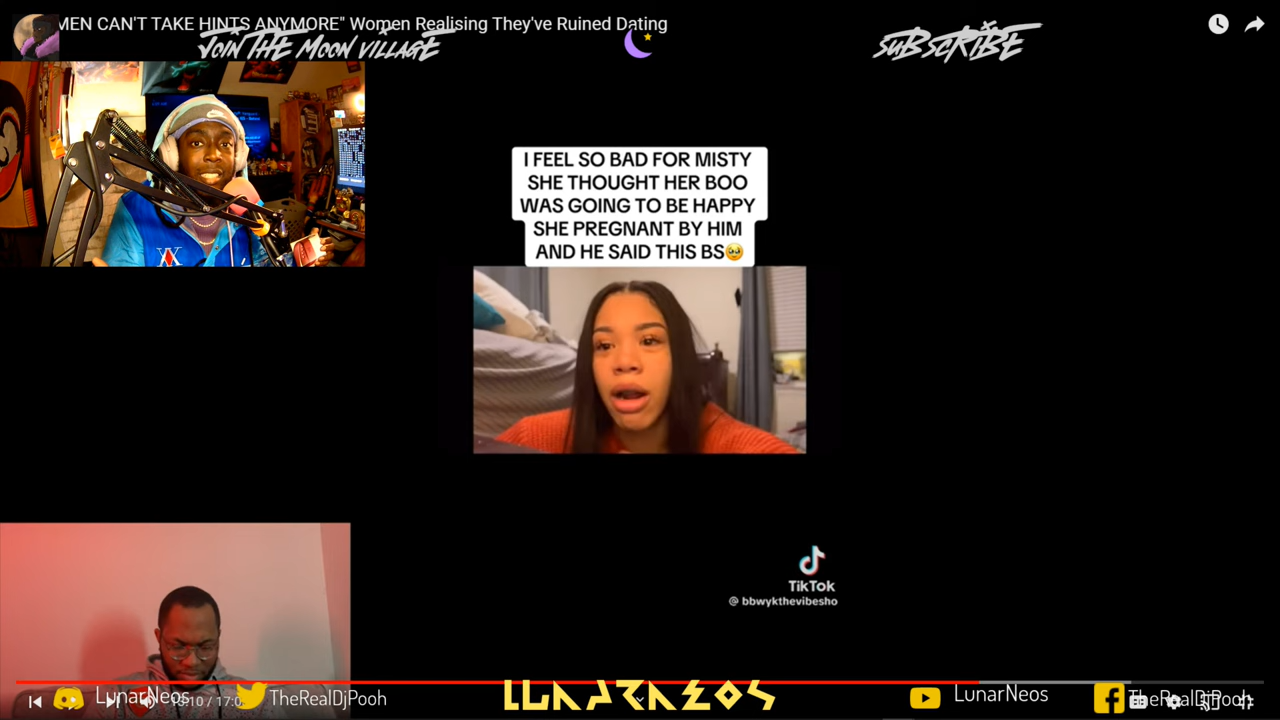 MEN CAN'T TAKE HINTS ANYMORE" Women Realising They've Ruined Dating
JOIN THE MOON VILLAGE
SUBSCRIBE
I FEEL SO BAD FOR MISTY
SHE THOUGHT HER BOO
WAS GOING TO BE HAPPY
SHE PREGNANT BY HIM
AND HE SAID THIS BS🥹
TikTok
@ bbwykthevibesho
LunarNeos
TheRealDjPooh
LUNARNEOS
LunarNeos
TheRealDjPooh